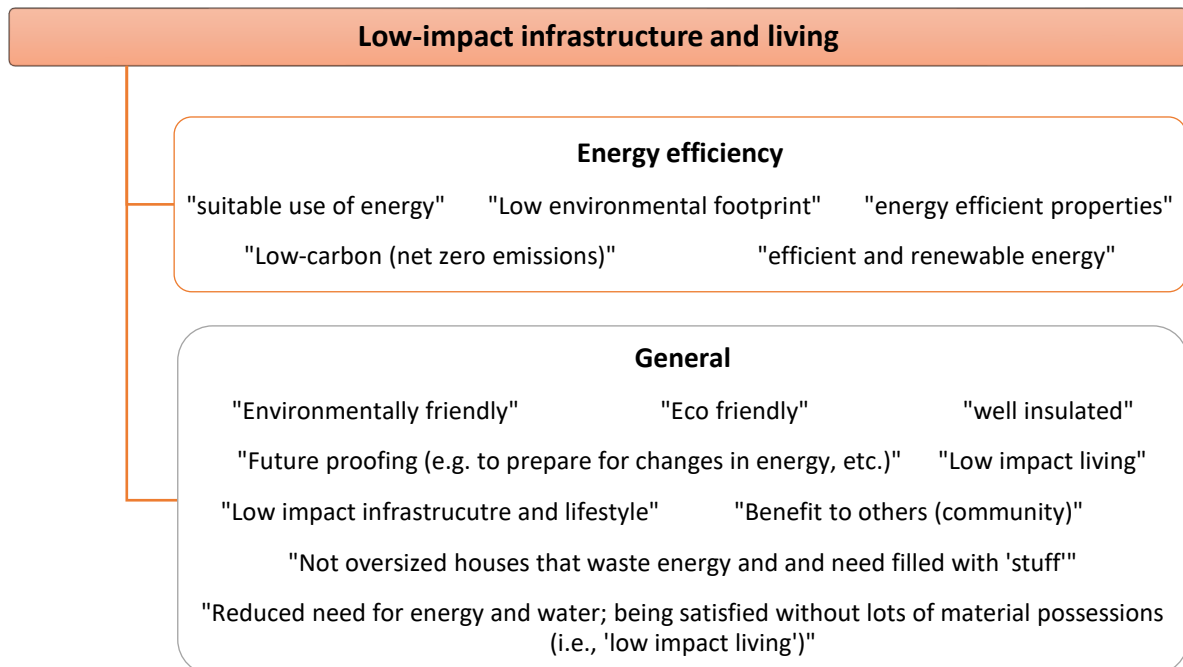 Low-impact infrastructure and living
Energy efficiency
"suitable use of energy" "Low environmental footprint" "energy efficient properties"
"Low-carbon (net zero emissions)" "efficient and renewable energy"
General
"Environmentally friendly" "Eco friendly" "well insulated"
"Future proofing (e.g. to prepare for changes in energy, etc.)" "Low impact living"
"Low impact infrastrucutre and lifestyle" "Benefit to others (community)"
"Not oversized houses that waste energy and and need filled with 'stuff'"
"Reduced need for energy and water; being satisfied without lots of material possessions
(i.e., 'low impact living')"